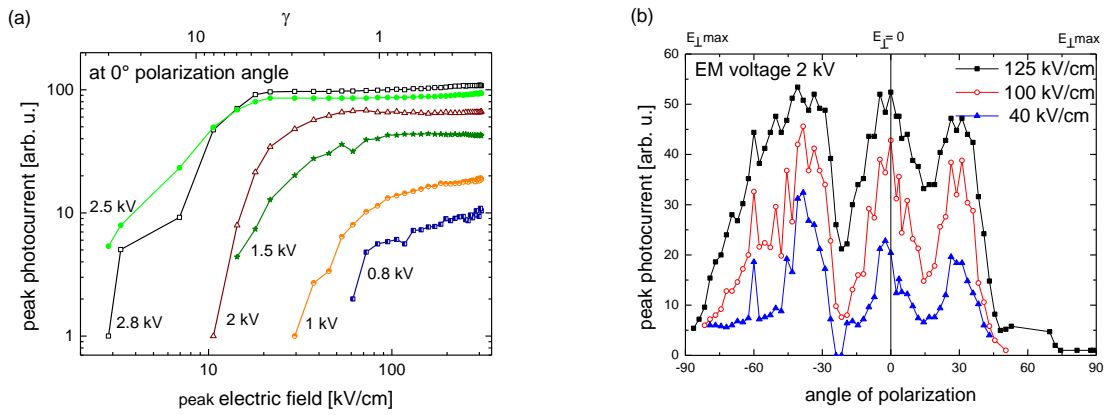 (a)
γ
10
1
at 0° polarization angle
100
10
1
peak photocurrent [arb. u.]
2.5 kV
2.8 kV
2 kV
1.5 kV
1 kV
0.8 kV
10
100
peak electric field [kV/cm]
(b)
E⊥max
E⊥= 0
E⊥max
EM voltage 2 kV
125 kV/cm
100 kV/cm
40 kV/cm
60
50
40
30
20
10
0
peak photocurrent [arb. u.]
-90
-60
-30
0
30
60
90
angle of polarization